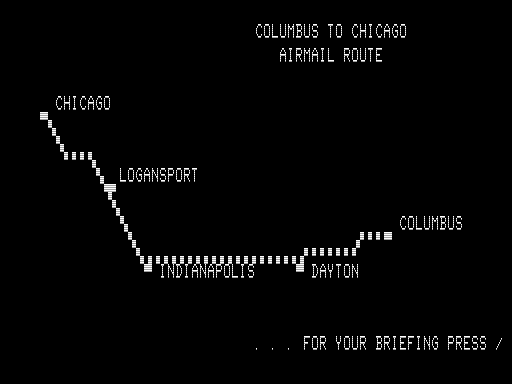 COLUMBUS TO CHICAGO
AIRMAIL ROUTE
CHICAGO
LOGANSPORT
COLUMBUS
INDIANAPOLIS
DAYTON
. . . FOR YOUR BRIEFING PRESS /